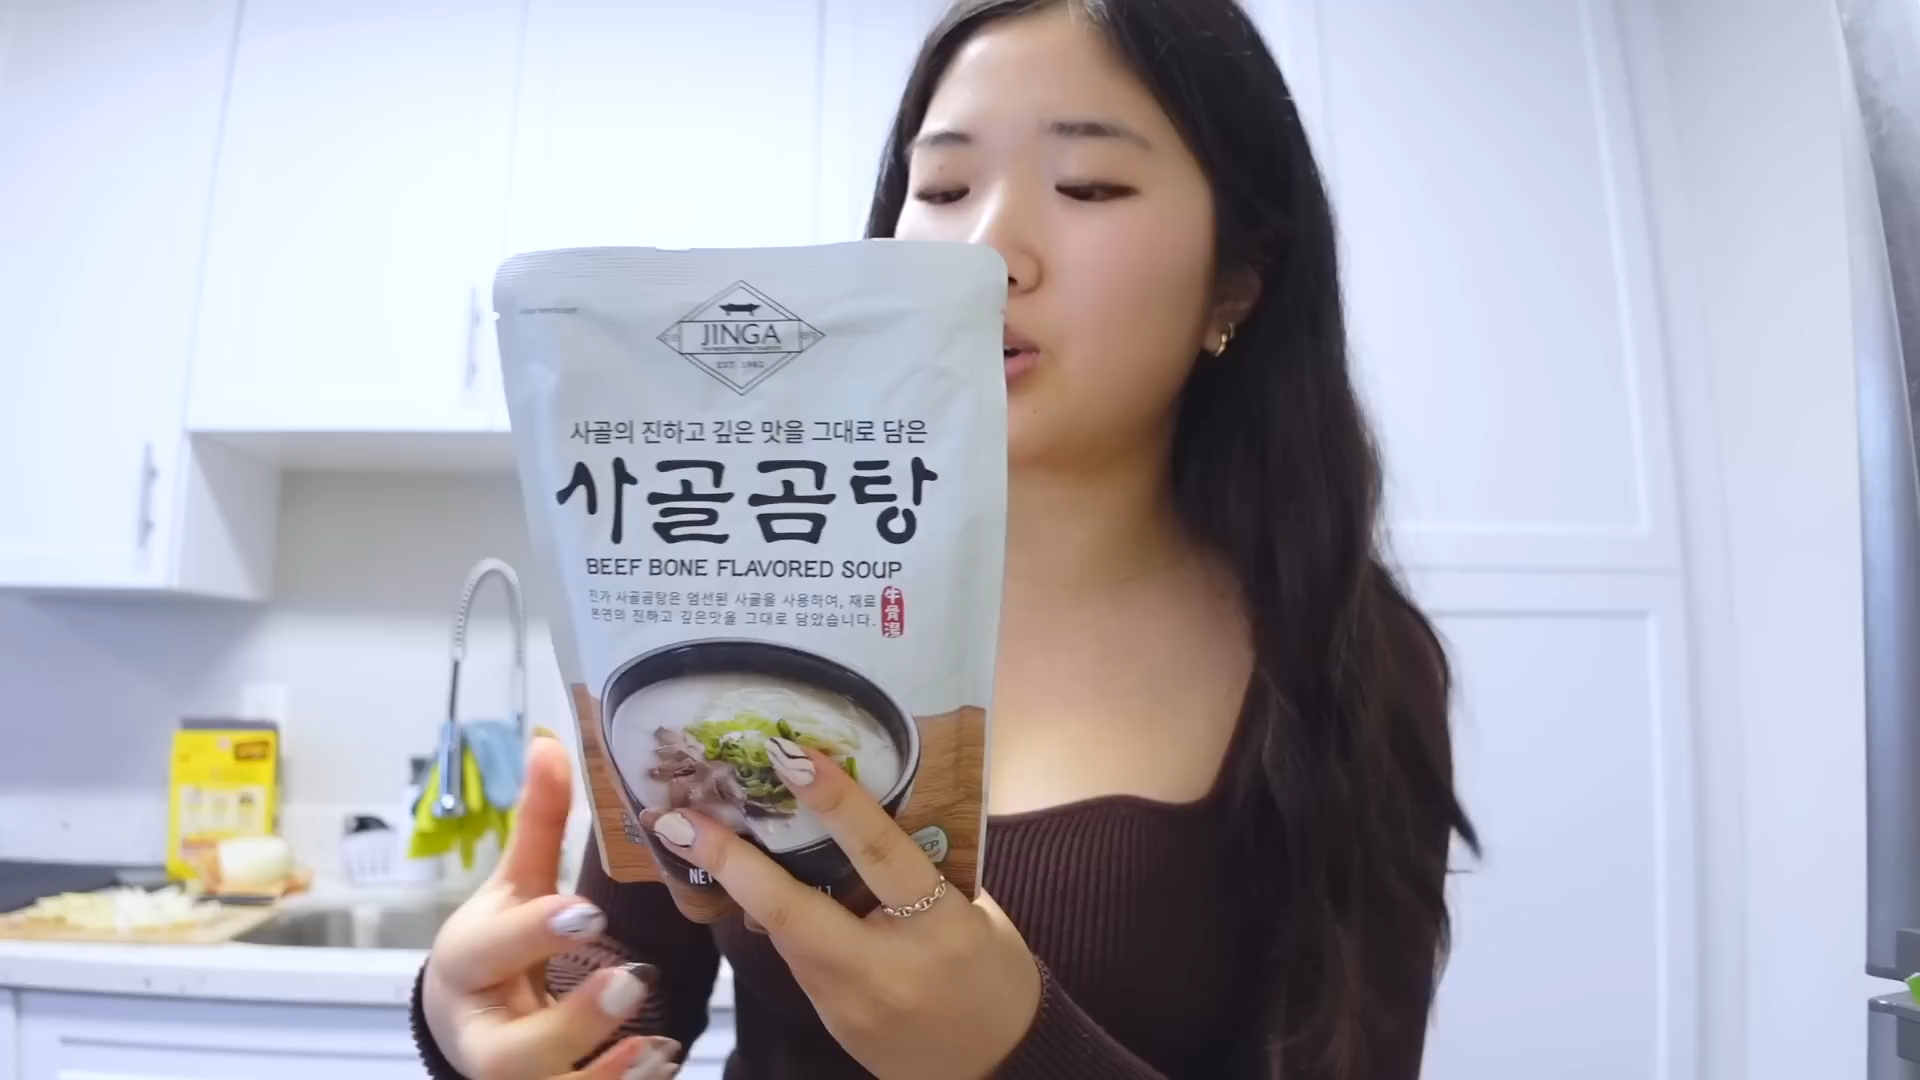 JINGA
EST. 1982
사골의 진하고 깊은 맛을 그대로 담은
사골곰탕
BEEF BONE FLAVORED SOUP
진가 사골곰탕은 엄선된 사골을 사용하여, 재료
본연의 진하고 깊은맛을 그대로 담았습니다.
牛骨湯
NET